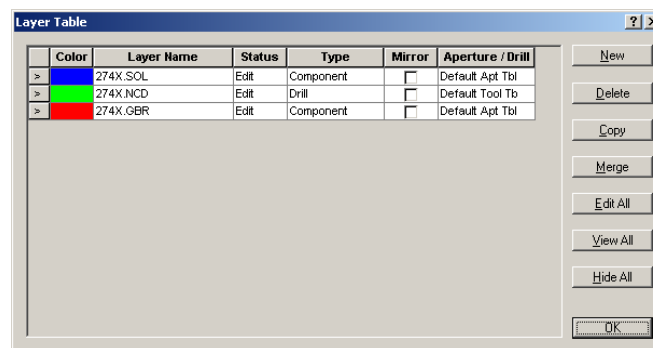 Layer Table
Color Layer Name Status Type Mirror Aperture / Drill
> 274X.SOL Edit Component Default Apt Tbl
> 274X.NCD Edit Drill Default Tool Tb
> 274X.GBR Edit Component Default Apt Tbl
New
Delete
Copy
Merge
Edit All
View All
Hide All
OK